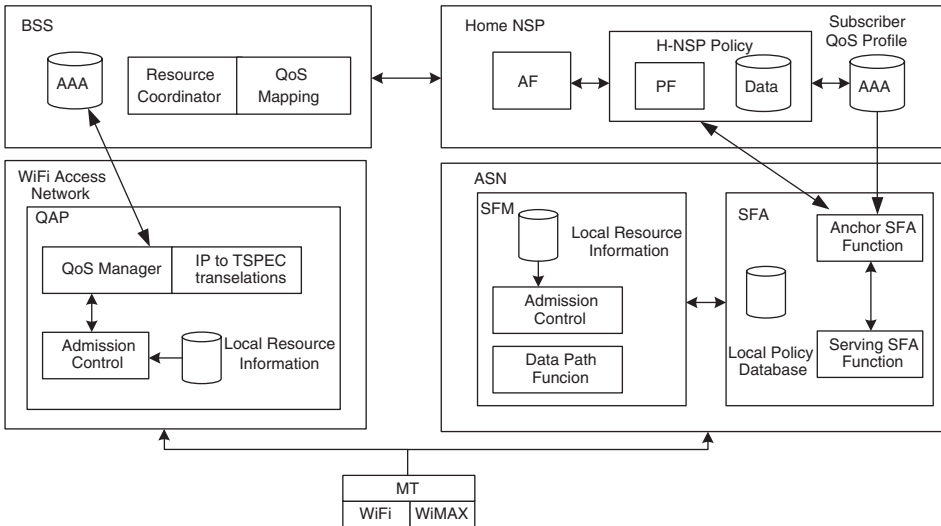 BSS
AAA
Resource
Coordinator
QoS
Mapping
Home NSP
AF
H-NSP Policy
PF
Data
Subscriber
QoS Profile
AAA
WiFi Access
Network
QAP
QoS Manager
IP to TSPEC
transelations
Admission
Control
Local Resource
Information
ASN
SFM
Local Resource
Information
Admission
Control
Data Path
Funcion
SFA
Anchor SFA
Function
Local Policy
Database
Serving SFA
Function
MT
WiFi
WiMAX